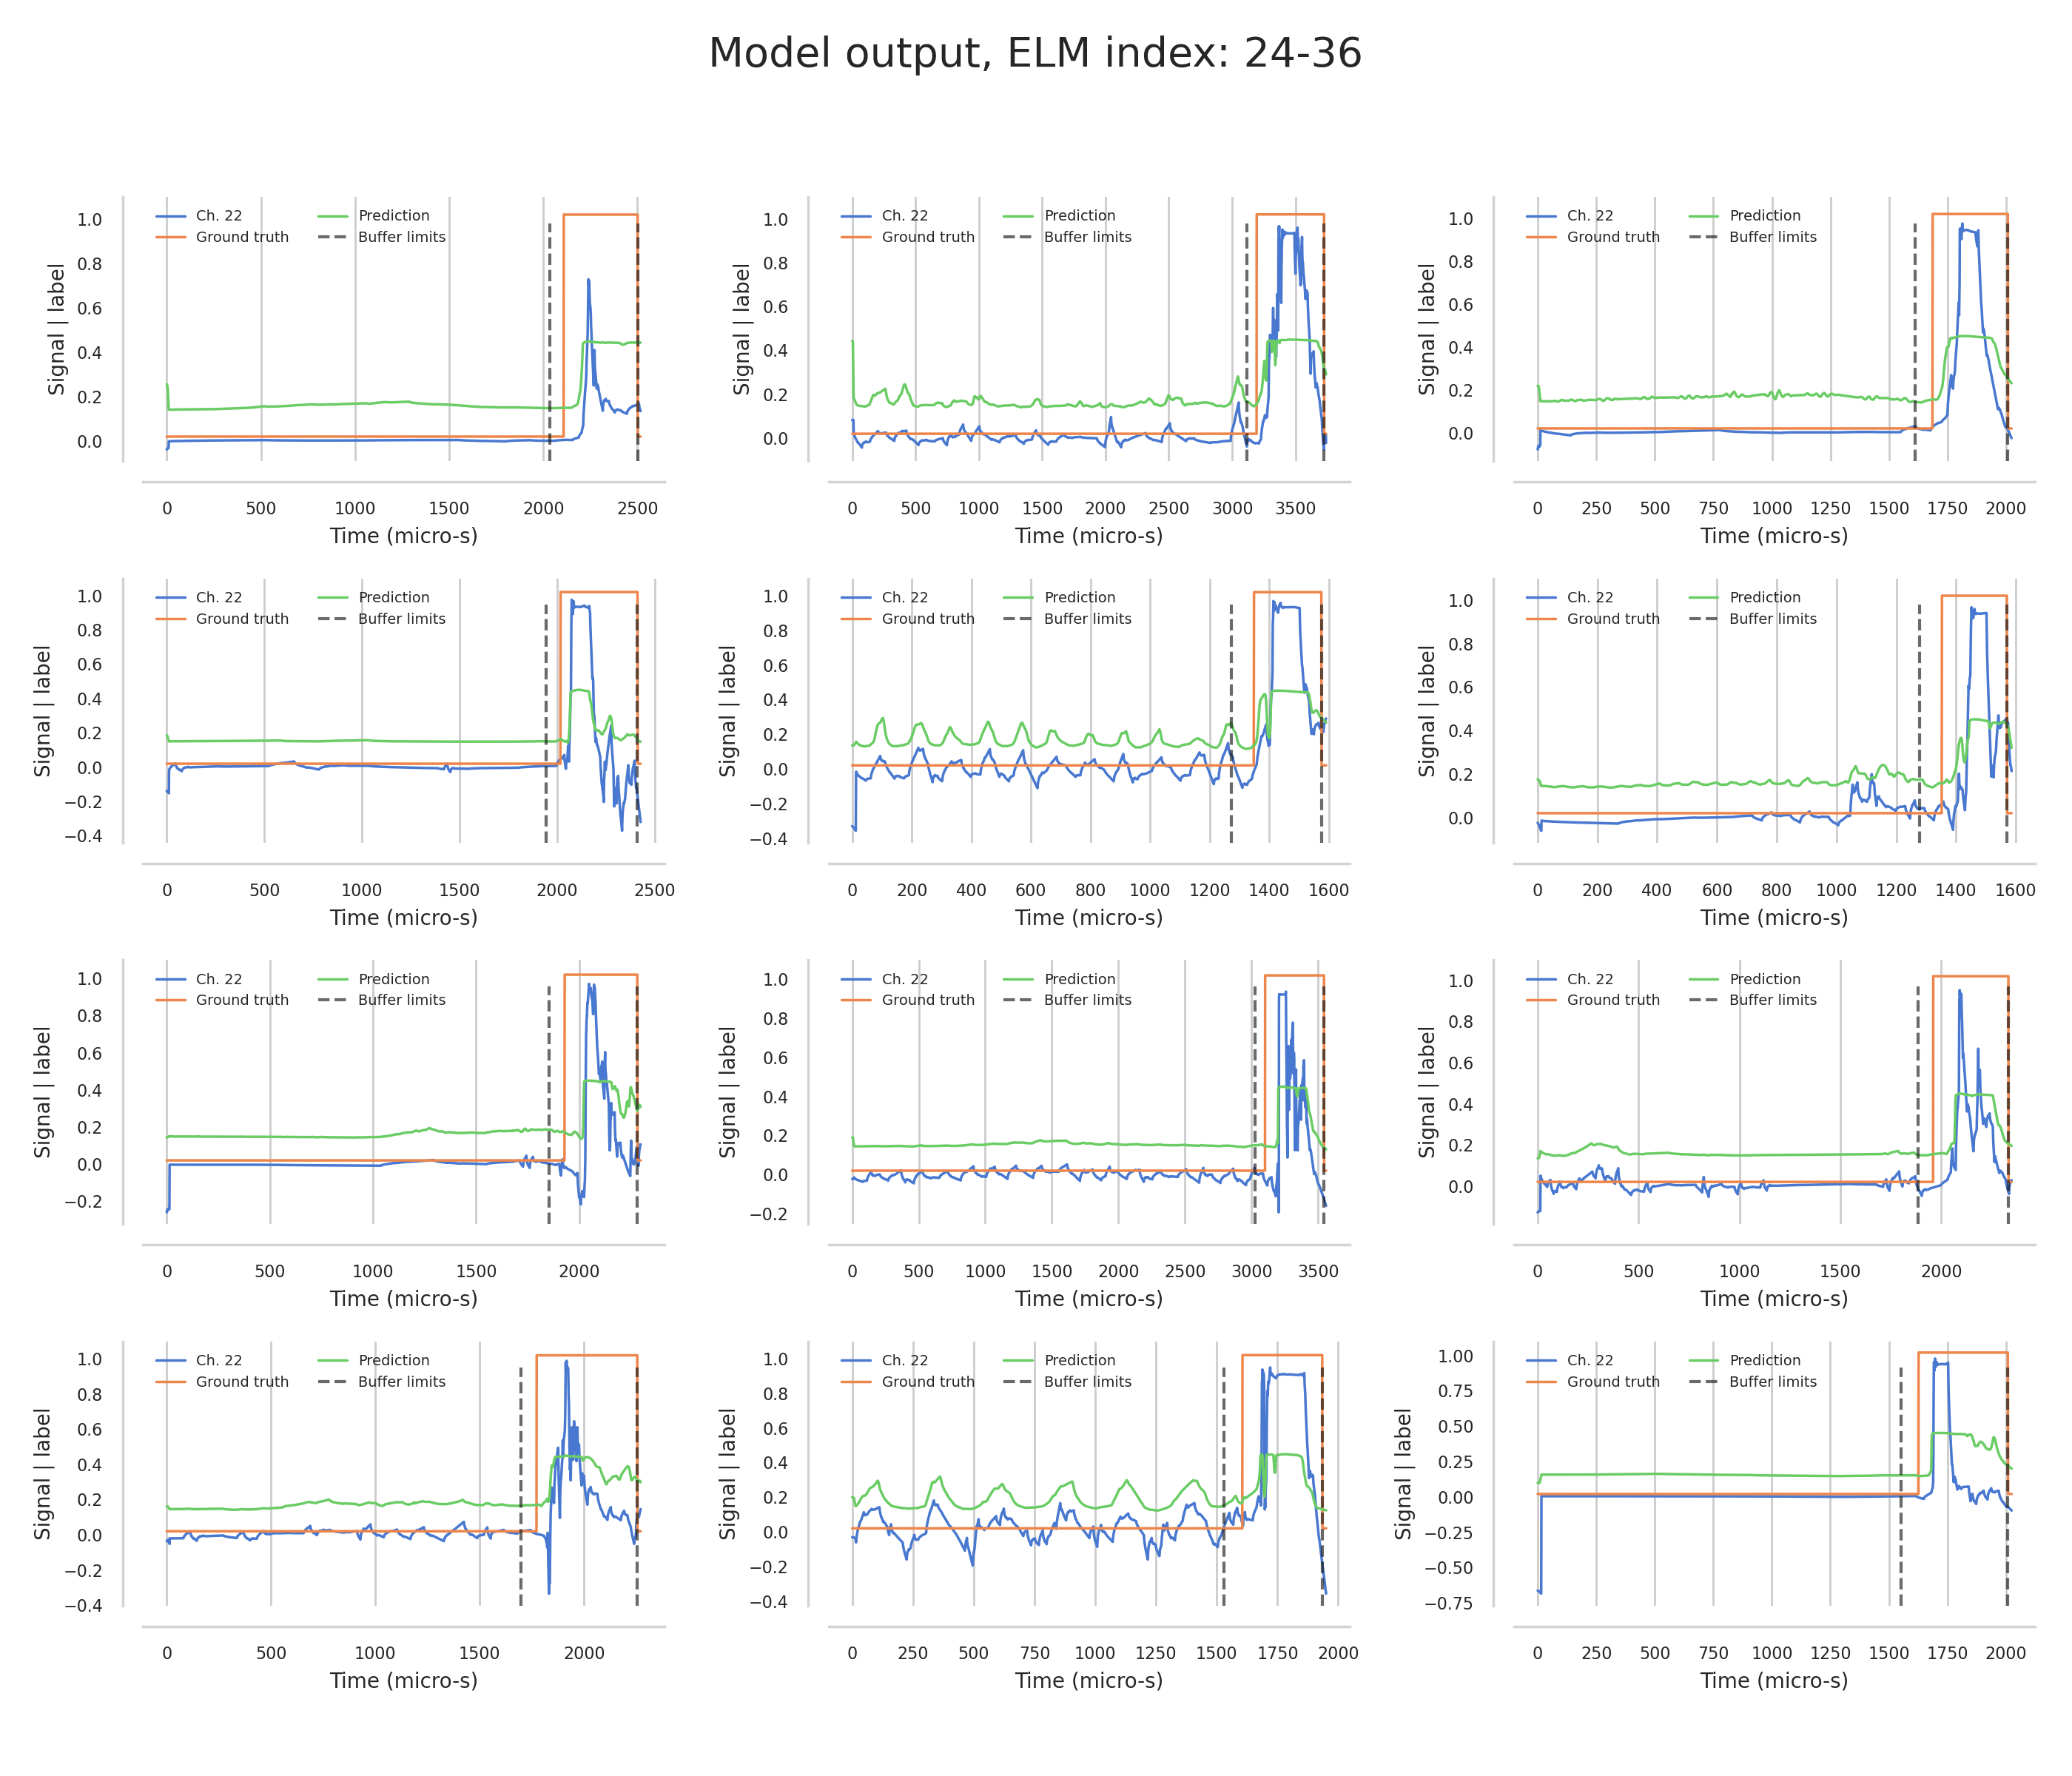 Model output, ELM index: 24-36
Signal | label
1.0
0.8
0.6
0.4
0.2
0.0
Ch. 22 Prediction
Ground truth Buffer limits
0 500 1000 1500 2000 2500
Time (micro-s)
Signal | label
1.0
0.8
0.6
0.4
0.2
0.0
Ch. 22 Prediction
Ground truth Buffer limits
0 500 1000 1500 2000 2500 3000 3500
Time (micro-s)
Signal | label
1.0
0.8
0.6
0.4
0.2
0.0
Ch. 22 Prediction
Ground truth Buffer limits
0 250 500 750 1000 1250 1500 1750 2000
Time (micro-s)
Signal | label
1.0
0.8
0.6
0.4
0.2
0.0
−0.2
−0.4
Ch. 22 Prediction
Ground truth Buffer limits
0 500 1000 1500 2000 2500
Time (micro-s)
Signal | label
1.0
0.8
0.6
0.4
0.2
0.0
−0.2
−0.4
Ch. 22 Prediction
Ground truth Buffer limits
0 200 400 600 800 1000 1200 1400 1600
Time (micro-s)
Signal | label
1.0
0.8
0.6
0.4
0.2
0.0
Ch. 22 Prediction
Ground truth Buffer limits
0 200 400 600 800 1000 1200 1400 1600
Time (micro-s)
Signal | label
1.0
0.8
0.6
0.4
0.2
0.0
−0.2
Ch. 22 Prediction
Ground truth Buffer limits
0 500 1000 1500 2000
Time (micro-s)
Signal | label
1.0
0.8
0.6
0.4
0.2
0.0
−0.2
Ch. 22 Prediction
Ground truth Buffer limits
0 500 1000 1500 2000 2500 3000 3500
Time (micro-s)
Signal | label
1.0
0.8
0.6
0.4
0.2
0.0
Ch. 22 Prediction
Ground truth Buffer limits
0 500 1000 1500 2000
Time (micro-s)
Signal | label
1.0
0.8
0.6
0.4
0.2
0.0
−0.2
−0.4
Ch. 22 Prediction
Ground truth Buffer limits
0 500 1000 1500 2000
Time (micro-s)
Signal | label
1.0
0.8
0.6
0.4
0.2
0.0
−0.2
−0.4
Ch. 22 Prediction
Ground truth Buffer limits
0 250 500 750 1000 1250 1500 1750 2000
Time (micro-s)
Signal | label
1.00
0.75
0.50
0.25
0.00
−0.25
−0.50
−0.75
Ch. 22 Prediction
Ground truth Buffer limits
0 250 500 750 1000 1250 1500 1750 2000
Time (micro-s)